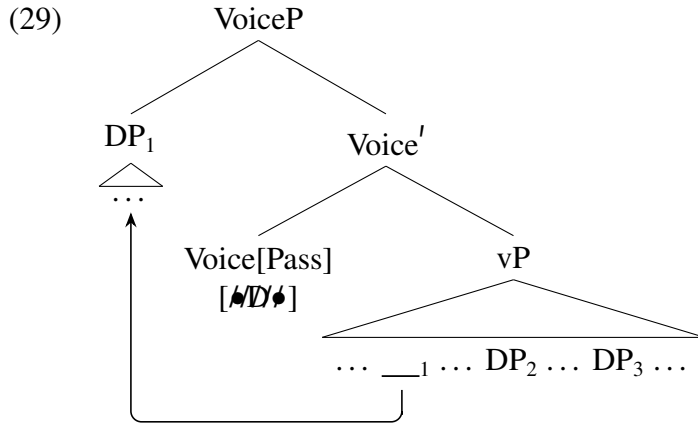 (29) VoiceP
DP₁ Voice′
…
Voice[Pass] vP
[•D•]
… __₁ … DP₂ … DP₃ …